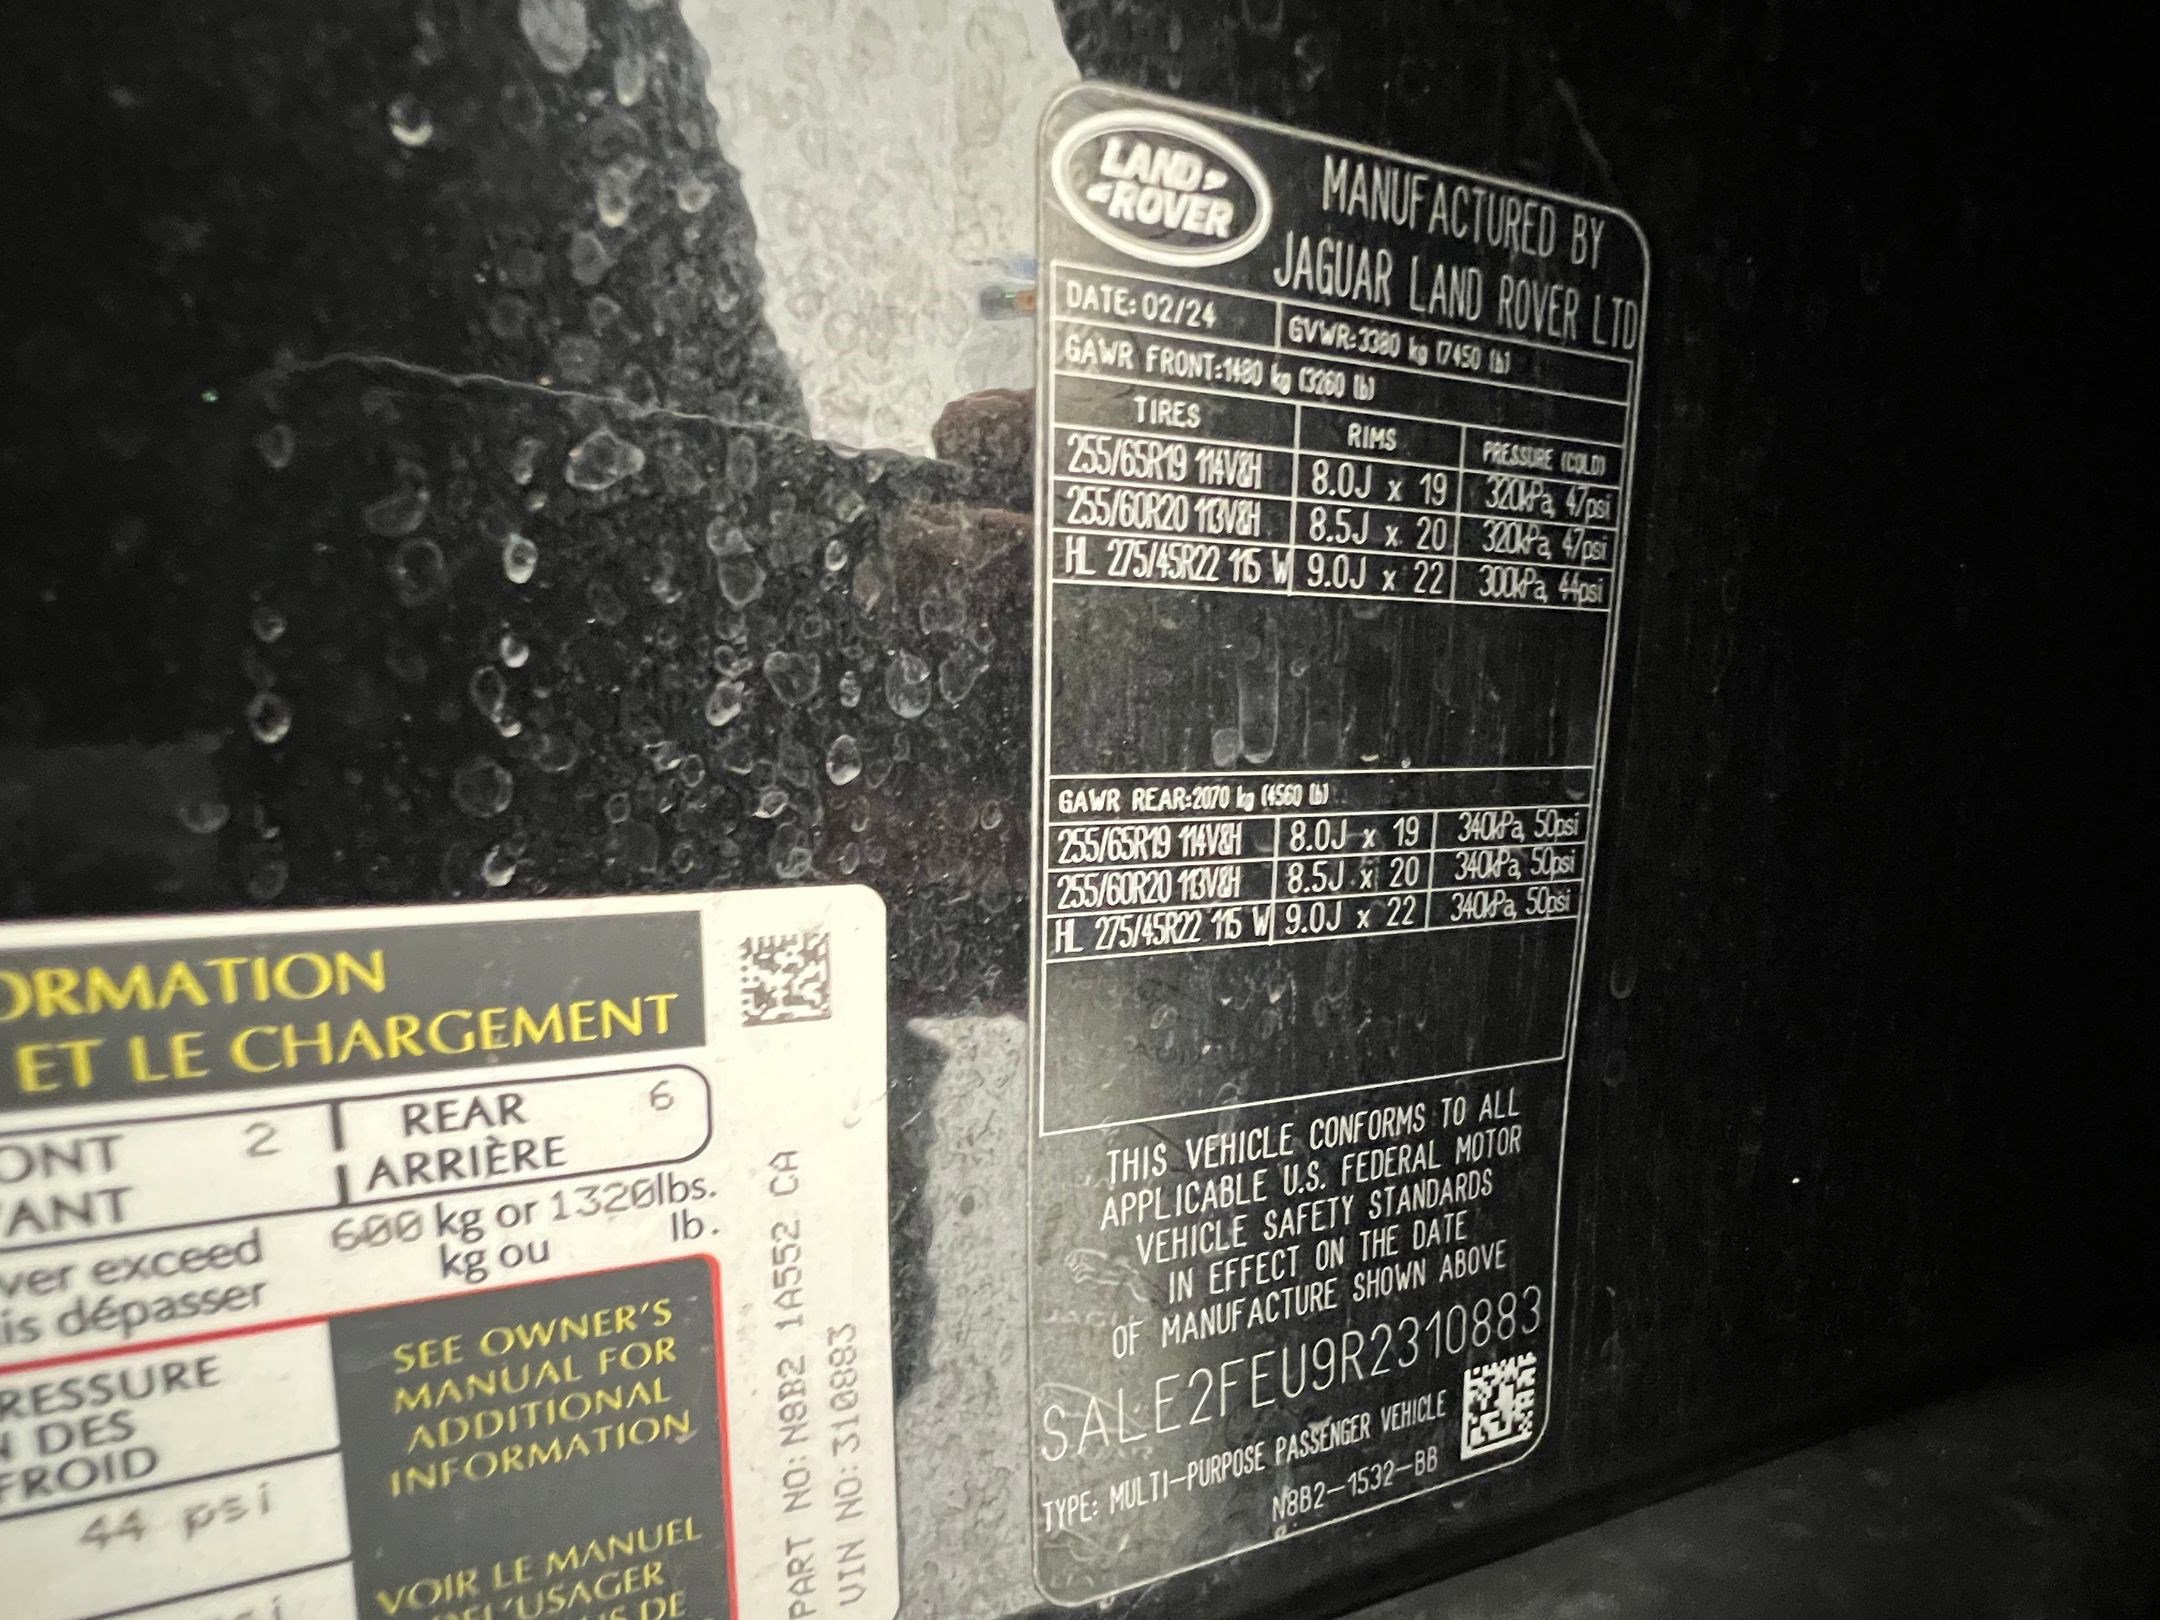 LAND
ROVER
MANUFACTURED BY
JAGUAR LAND ROVER LTD
DATE: 02/24 GVWR:3380 kg (7450 lb)
GAWR FRONT:1480 kg (3260 lb)
TIRES RIMS PRESSURE (COLD)
255/65R19 114V&H 8.0J x 19 320kPa, 47psi
255/60R20 113V&H 8.5J x 20 320kPa, 47psi
HL 275/45R22 115 W 9.0J x 22 300kPa, 44psi
GAWR REAR:2070 kg (4560 lb)
255/65R19 114V&H 8.0J x 19 340kPa, 50psi
255/60R20 113V&H 8.5J x 20 340kPa, 50psi
HL 275/45R22 115 W 9.0J x 22 340kPa, 50psi
THIS VEHICLE CONFORMS TO ALL
APPLICABLE U.S. FEDERAL MOTOR
VEHICLE SAFETY STANDARDS
IN EFFECT ON THE DATE
OF MANUFACTURE SHOWN ABOVE
SALE2FEU9R2310883
TYPE: MULTI-PURPOSE PASSENGER VEHICLE
N8B2-1532-BB
ORMATION
ET LE CHARGEMENT
ONT 2 REAR 6
VANT ARRIÈRE
ver exceed 600 kg or 1320lbs.
is dépasser kg ou lb.
RESSURE
N DES
FROID
44 psi
SEE OWNER'S
MANUAL FOR
ADDITIONAL
INFORMATION
VOIR LE MANUEL
DE L'USAGER
US DE
PART NO: N8B2 1A552 CA
VIN NO: 310883